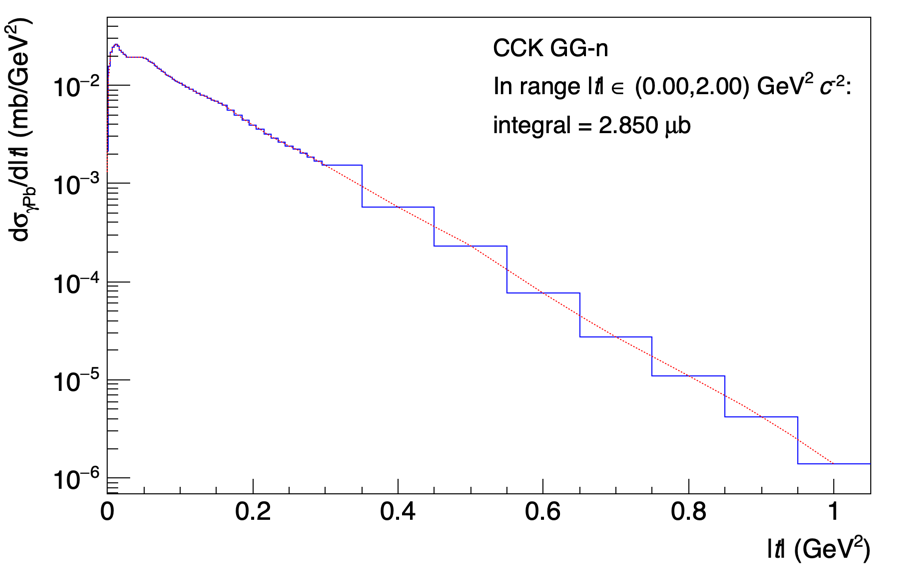 dσγPb/d|t| (mb/GeV²)
CCK GG-n
In range |t| ∈ (0.00,2.00) GeV² c⁻²:
integral = 2.850 μb
10⁻²
10⁻³
10⁻⁴
10⁻⁵
10⁻⁶
0 0.2 0.4 0.6 0.8 1
|t| (GeV²)